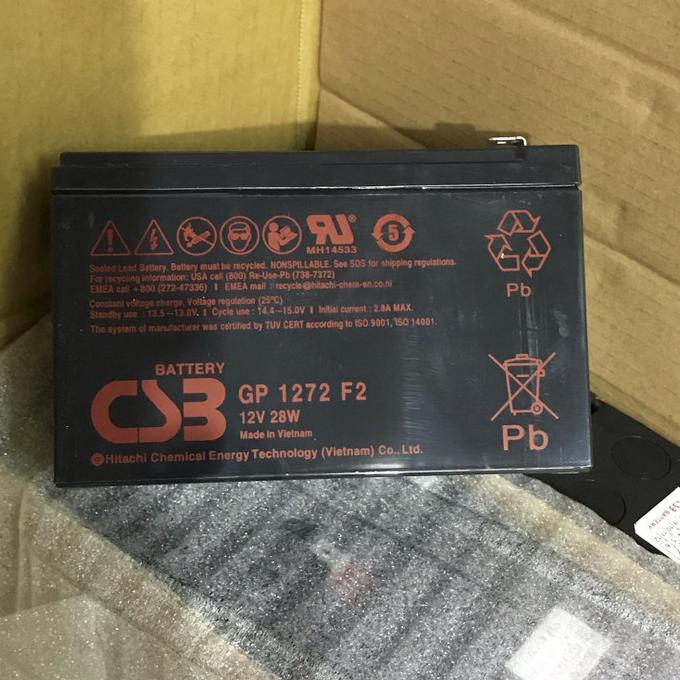 MH14533
5
Sealed Lead Battery. Battery must be recycled. NONSPILLABLE. See SDS for shipping regulations.
For recycling information: USA call (800) Re-Use-Pb (738-7372)
EMEA call +800 (272-47336) I EMEA mail : recycle@hitachi-chem-en.co.nl
Constant voltage charge, Voltage regulation (25°C)
Standby use : 13.5-13.8V. I Cycle use : 14.4-15.0V I Initial current : 2.8A MAX.
The system of manufacturer was certified by TUV CERT according to ISO 9001, ISO 14001.
Pb
BATTERY
CSB
GP 1272 F2
12V 28W
Made in Vietnam
Hitachi Chemical Energy Technology (Vietnam) Co., Ltd.
Pb
BATTERY